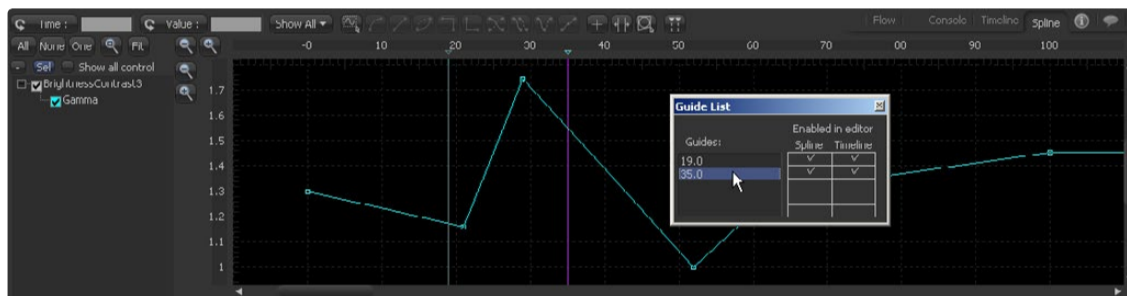 Time : Value : Show All Flow Console Timeline Spline
All None One Fit
-0 10 20 30 40 50 60 70 80 90 100
Sel Show all control
BrightnessContrast3
Gamma
1.7
1.6
1.5
1.4
1.3
1.2
1.1
1
Guide List
Enabled in editor
Guides: Spline Timeline
19.0
35.0